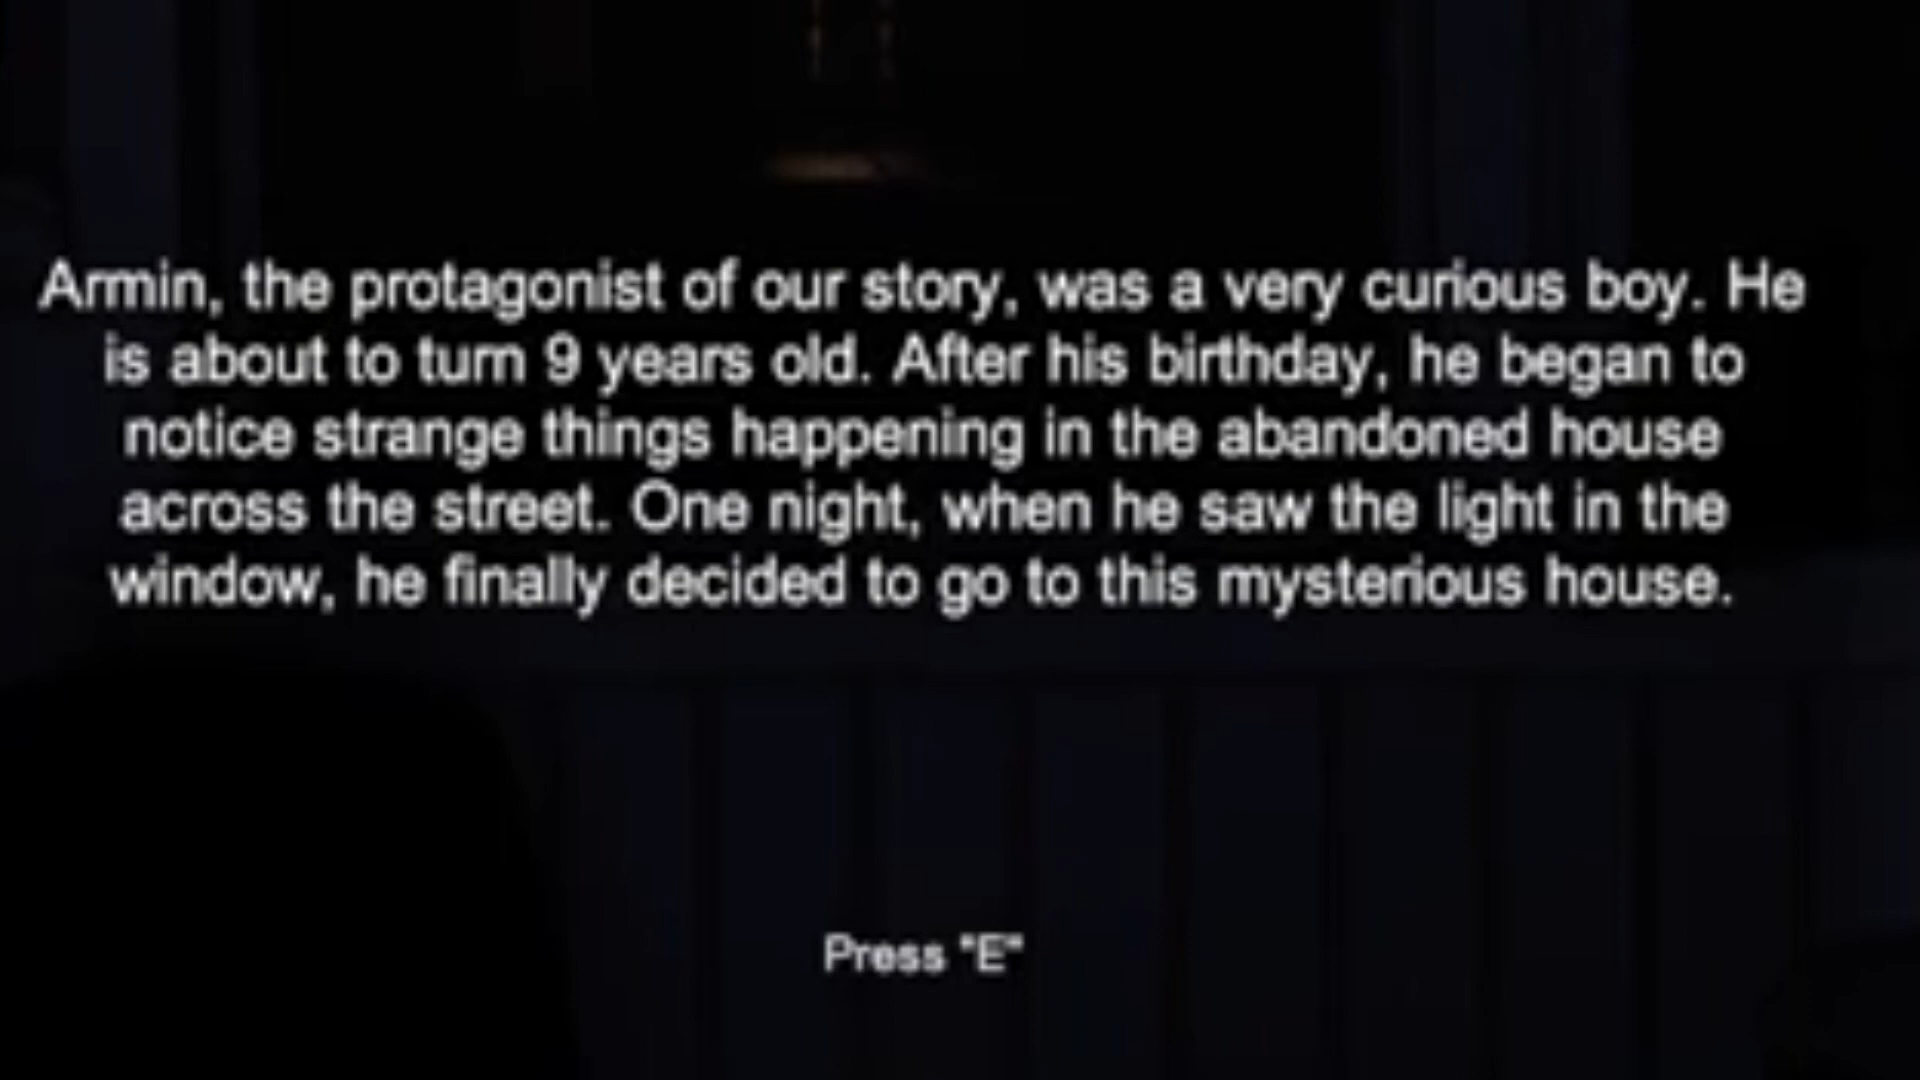 Armin, the protagonist of our story, was a very curious boy. He
is about to turn 9 years old. After his birthday, he began to
notice strange things happening in the abandoned house
across the street. One night, when he saw the light in the
window, he finally decided to go to this mysterious house.
Press "E"